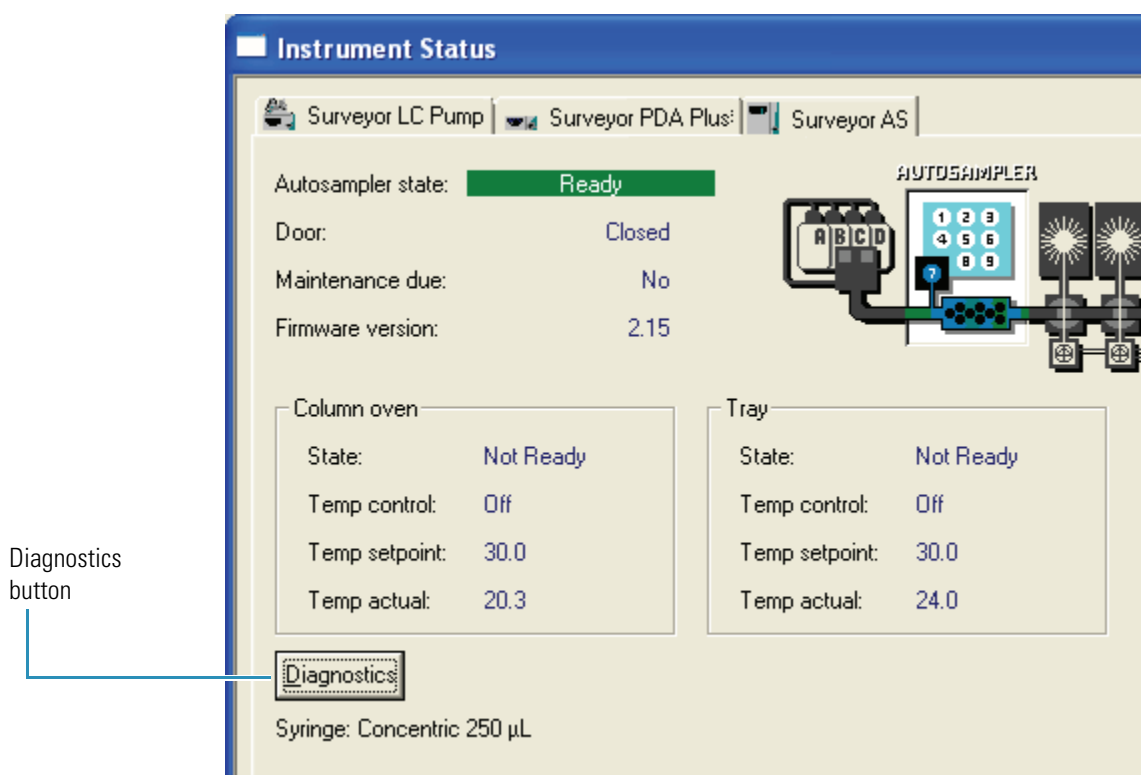 Instrument Status
Surveyor LC Pump Surveyor PDA Plus Surveyor AS
Autosampler state: Ready
Door: Closed
Maintenance due: No
Firmware version: 2.15
AUTOSAMPLER
A B C D
1 2 3
4 5 6
8 9
7
Column oven
State: Not Ready
Temp control: Off
Temp setpoint: 30.0
Temp actual: 20.3
Tray
State: Not Ready
Temp control: Off
Temp setpoint: 30.0
Temp actual: 24.0
Diagnostics
button
Diagnostics
Syringe: Concentric 250 µL